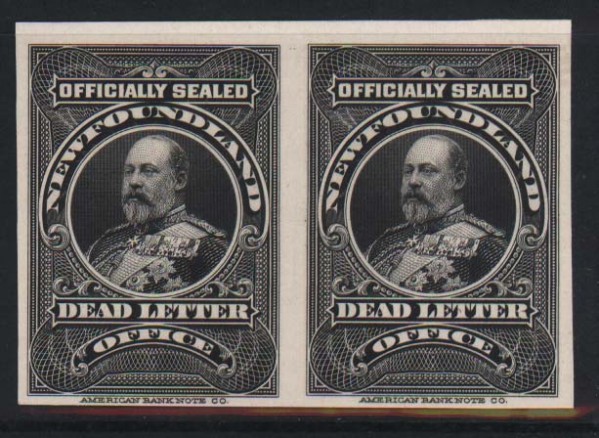 OFFICIALLY SEALED
NEWFOUNDLAND
DEAD LETTER
OFFICE
AMERICAN BANK NOTE CO.
OFFICIALLY SEALED
NEWFOUNDLAND
DEAD LETTER
OFFICE
AMERICAN BANK NOTE CO.